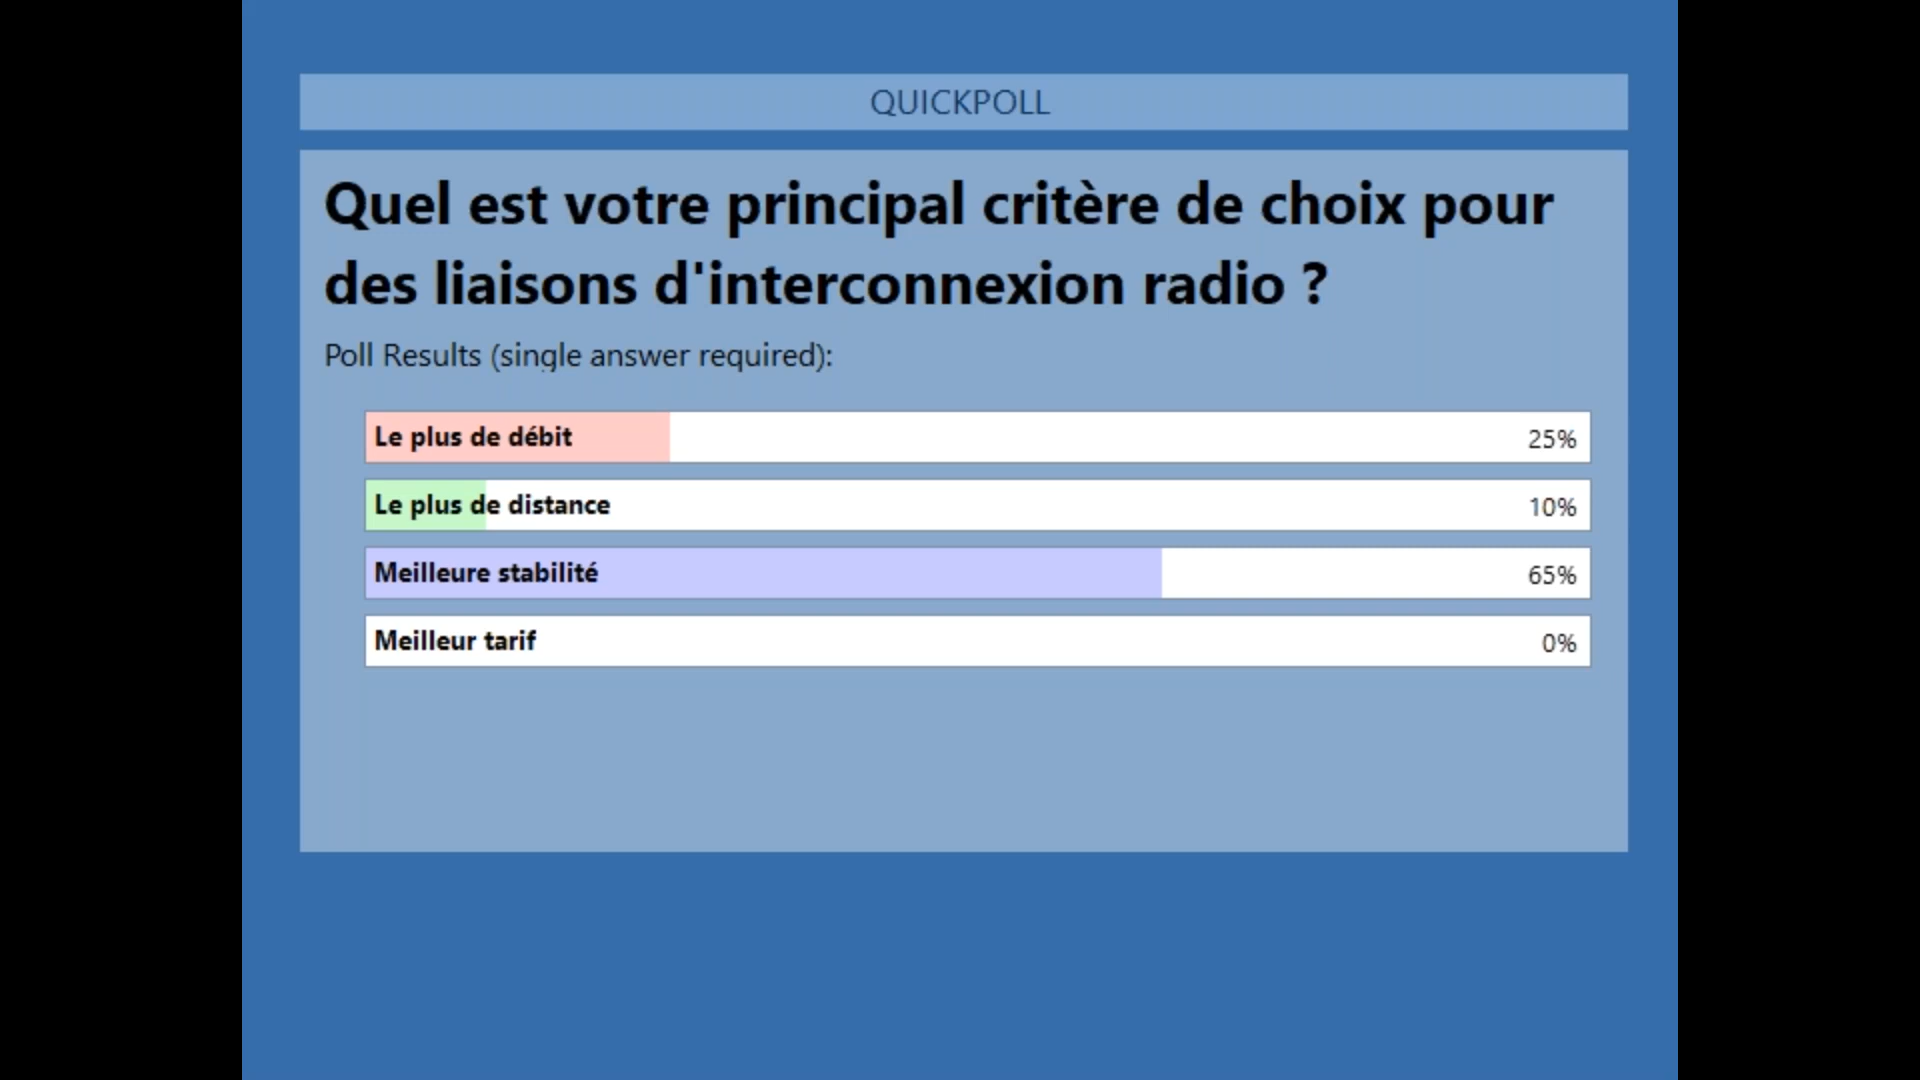 QUICKPOLL
Quel est votre principal critère de choix pour
des liaisons d'interconnexion radio ?
Poll Results (single answer required):
Le plus de débit 25%
Le plus de distance 10%
Meilleure stabilité 65%
Meilleur tarif 0%